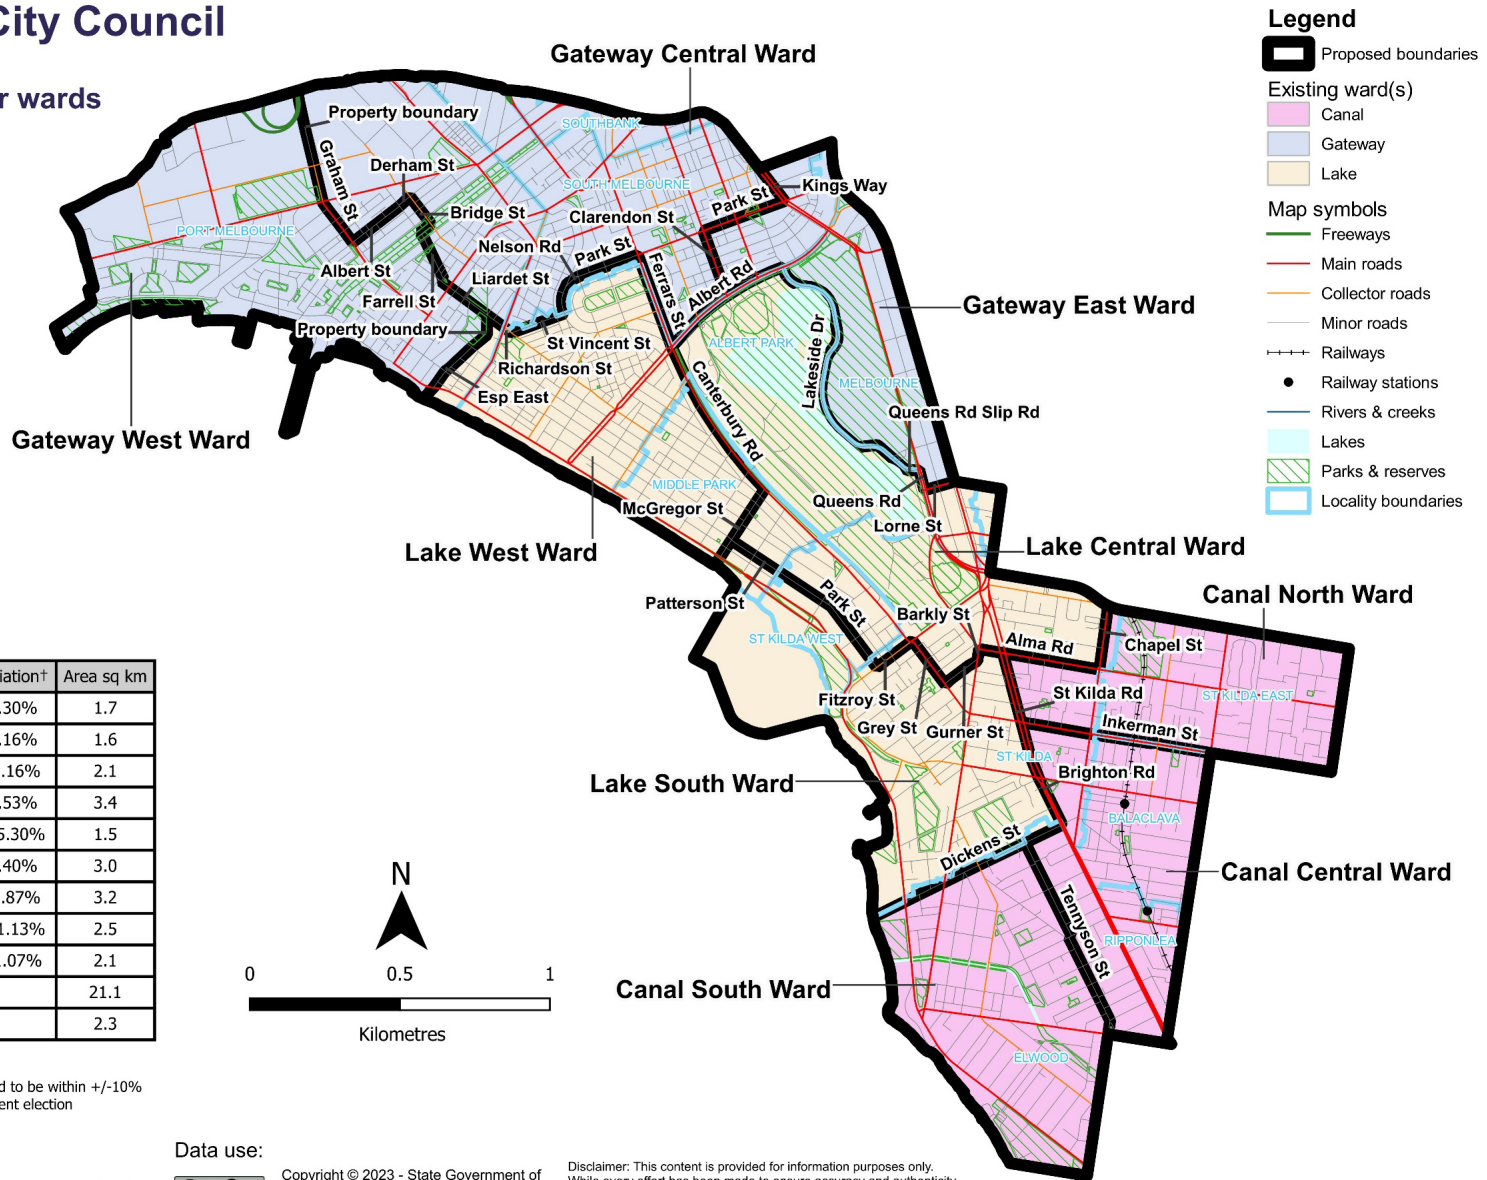 City Council
r wards
Gateway Central Ward
Property boundary
Derham St
Graham St
Bridge St
Clarendon St
Park St
Kings Way
Nelson Rd
Park St
Albert St
Liardet St
Farrell St
Ferrars St
Albert Rd
Property boundary
St Vincent St
Richardson St
Esp East
Lakeside Dr
Canterbury Rd
Gateway East Ward
Queens Rd Slip Rd
Gateway West Ward
Queens Rd
McGregor St
Lorne St
Lake West Ward
Lake Central Ward
Patterson St
Park St
Barkly St
Alma Rd
Chapel St
Canal North Ward
Fitzroy St
Grey St
Gurner St
St Kilda Rd
Inkerman St
Brighton Rd
Lake South Ward
Dickens St
Canal Central Ward
Tennyson St
Canal South Ward
SOUTHBANK
SOUTH MELBOURNE
PORT MELBOURNE
ALBERT PARK
MELBOURNE
MIDDLE PARK
ST KILDA WEST
ST KILDA EAST
ST KILDA
BALACLAVA
RIPPONLEA
ELWOOD
Legend
Proposed boundaries
Existing ward(s)
Canal
Gateway
Lake
Map symbols
Freeways
Main roads
Collector roads
Minor roads
Railways
Railway stations
Rivers & creeks
Lakes
Parks & reserves
Locality boundaries
iation† Area sq km
.30% 1.7
.16% 1.6
.16% 2.1
.53% 3.4
5.30% 1.5
.40% 3.0
.87% 3.2
1.13% 2.5
.07% 2.1
21.1
2.3
N
0 0.5 1
Kilometres
d to be within +/-10%
ent election
Data use:
Copyright © 2023 - State Government of
Disclaimer: This content is provided for information purposes only.
While every effort has been made to ensure accuracy and authenticity